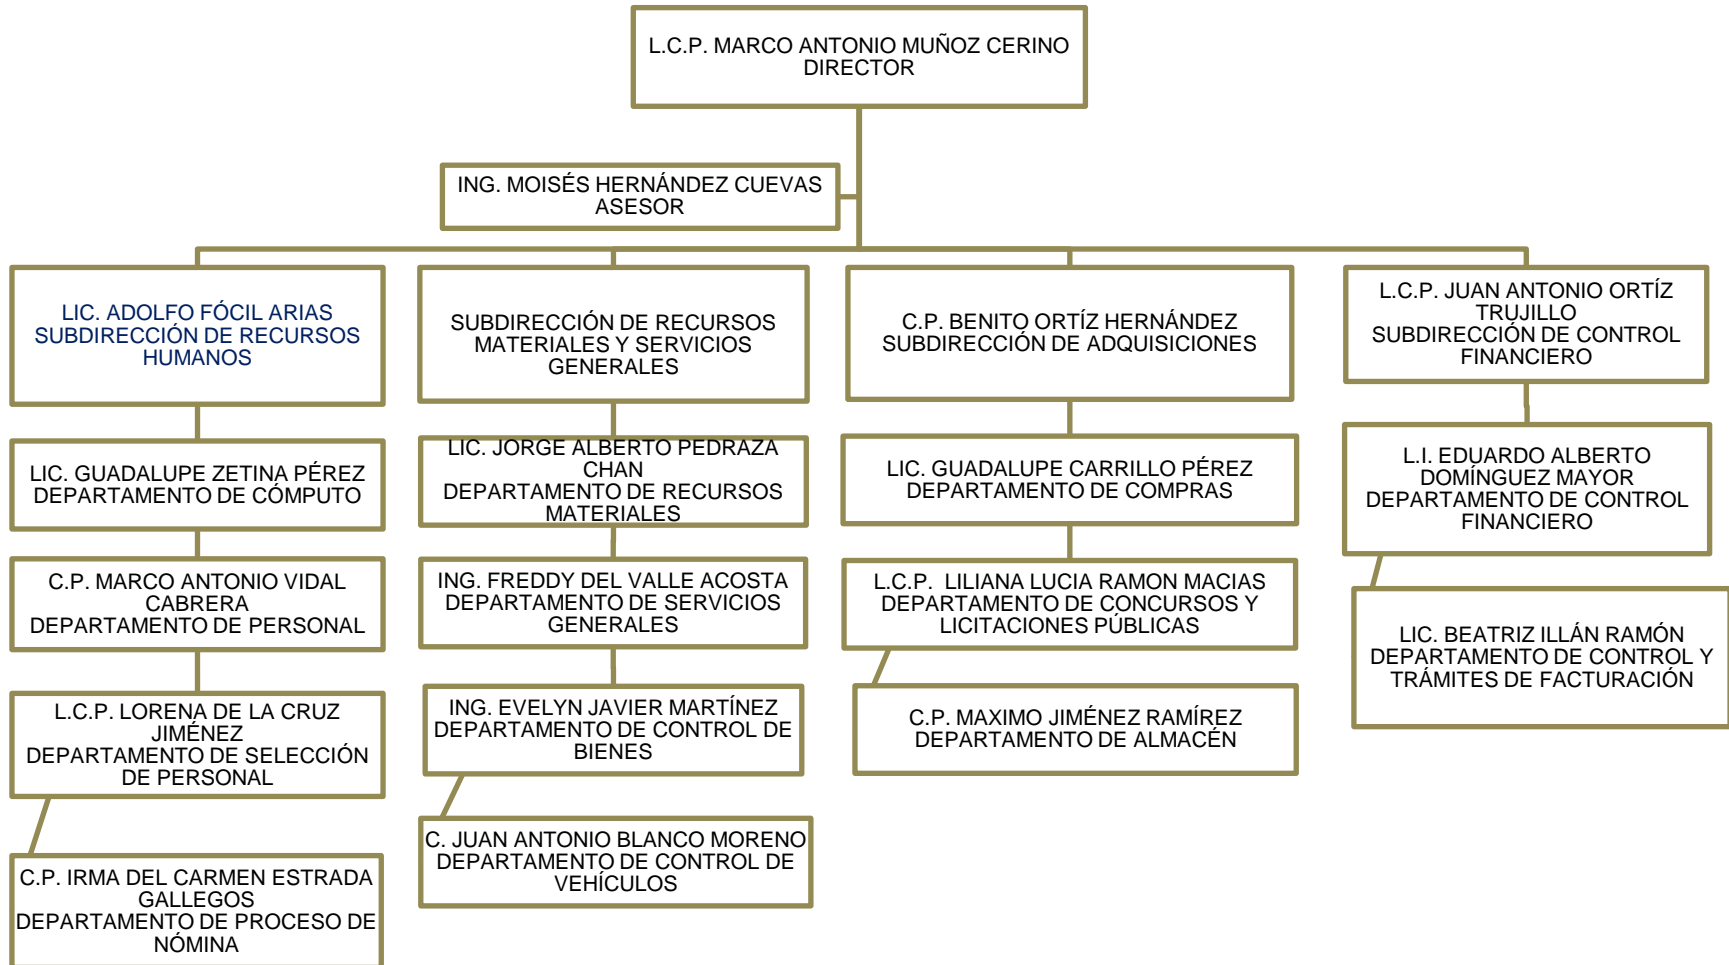 L.C.P. MARCO ANTONIO MUÑOZ CERINO
DIRECTOR
ING. MOISÉS HERNÁNDEZ CUEVAS
ASESOR
LIC. ADOLFO FÓCIL ARIAS
SUBDIRECCIÓN DE RECURSOS
HUMANOS
LIC. GUADALUPE ZETINA PÉREZ
DEPARTAMENTO DE CÓMPUTO
C.P. MARCO ANTONIO VIDAL
CABRERA
DEPARTAMENTO DE PERSONAL
L.C.P. LORENA DE LA CRUZ
JIMÉNEZ
DEPARTAMENTO DE SELECCIÓN
DE PERSONAL
C.P. IRMA DEL CARMEN ESTRADA
GALLEGOS
DEPARTAMENTO DE PROCESO DE
NÓMINA
SUBDIRECCIÓN DE RECURSOS
MATERIALES Y SERVICIOS
GENERALES
LIC. JORGE ALBERTO PEDRAZA
CHAN
DEPARTAMENTO DE RECURSOS
MATERIALES
ING. FREDDY DEL VALLE ACOSTA
DEPARTAMENTO DE SERVICIOS
GENERALES
ING. EVELYN JAVIER MARTÍNEZ
DEPARTAMENTO DE CONTROL DE
BIENES
C. JUAN ANTONIO BLANCO MORENO
DEPARTAMENTO DE CONTROL DE
VEHÍCULOS
C.P. BENITO ORTÍZ HERNÁNDEZ
SUBDIRECCIÓN DE ADQUISICIONES
LIC. GUADALUPE CARRILLO PÉREZ
DEPARTAMENTO DE COMPRAS
L.C.P. LILIANA LUCIA RAMON MACIAS
DEPARTAMENTO DE CONCURSOS Y
LICITACIONES PÚBLICAS
C.P. MAXIMO JIMÉNEZ RAMÍREZ
DEPARTAMENTO DE ALMACÉN
L.C.P. JUAN ANTONIO ORTÍZ
TRUJILLO
SUBDIRECCIÓN DE CONTROL
FINANCIERO
L.I. EDUARDO ALBERTO
DOMÍNGUEZ MAYOR
DEPARTAMENTO DE CONTROL
FINANCIERO
LIC. BEATRIZ ILLÁN RAMÓN
DEPARTAMENTO DE CONTROL Y
TRÁMITES DE FACTURACIÓN